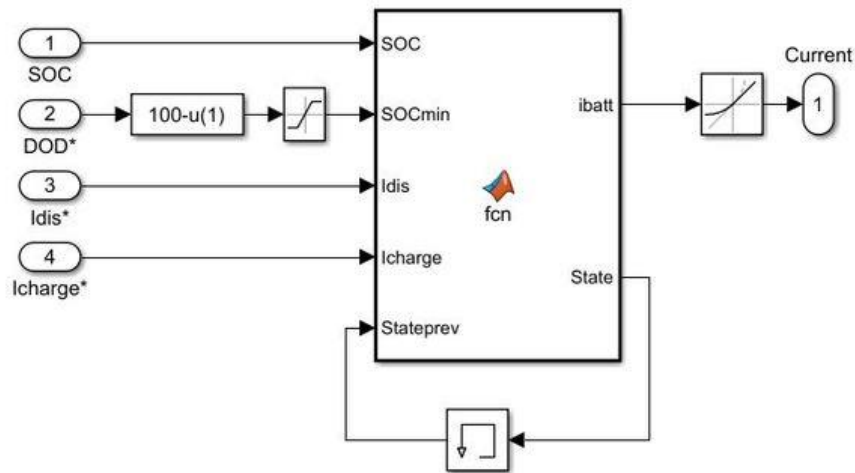 1
SOC
2
DOD*
3
Idis*
4
Icharge*
100-u(1)
SOC
SOCmin
Idis
Icharge
Stateprev
fcn
ibatt
State
Current
1